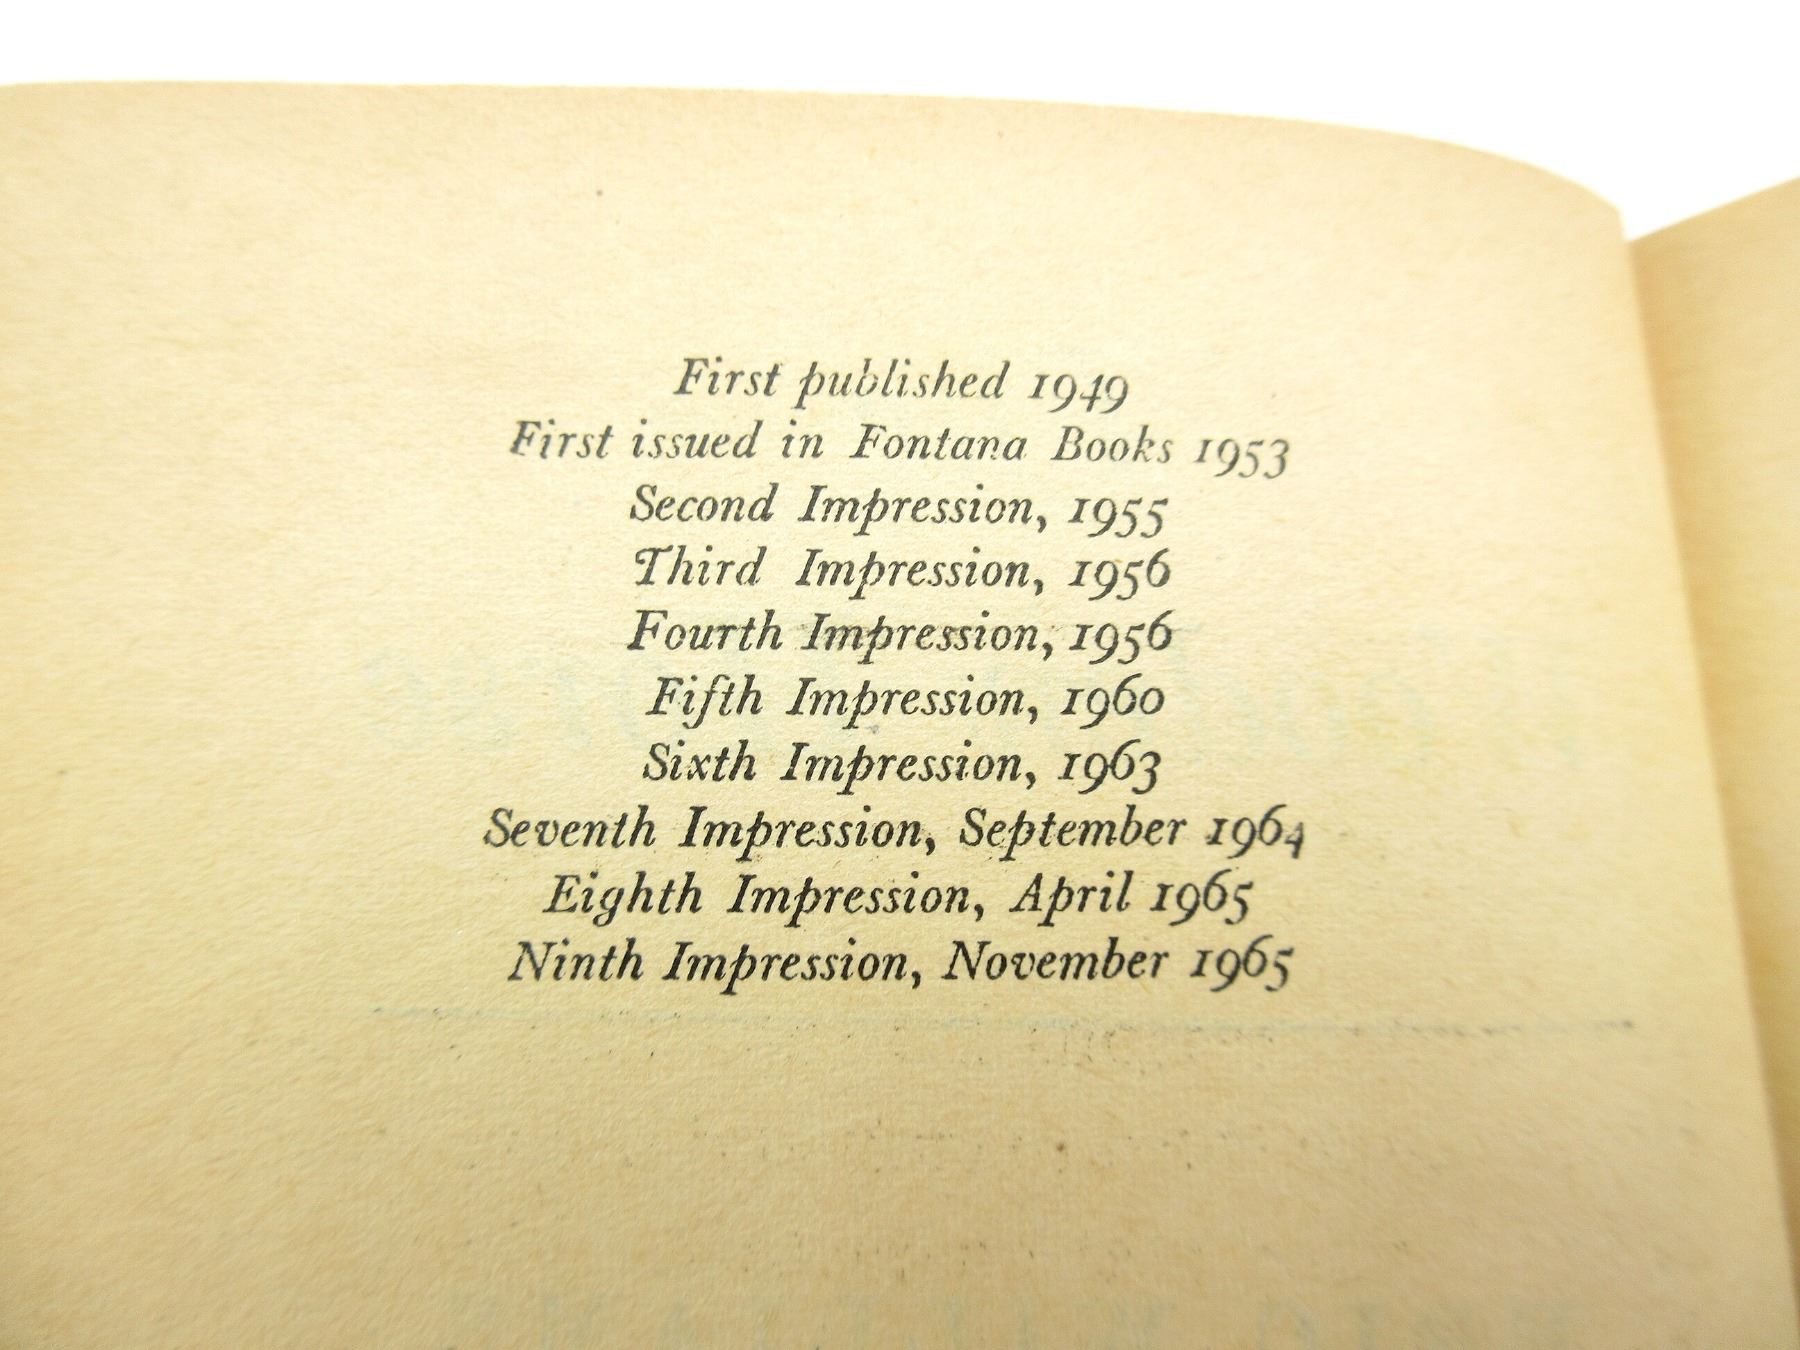 First published 1949
First issued in Fontana Books 1953
Second Impression, 1955
Third Impression, 1956
Fourth Impression, 1956
Fifth Impression, 1960
Sixth Impression, 1963
Seventh Impression, September 1964
Eighth Impression, April 1965
Ninth Impression, November 1965